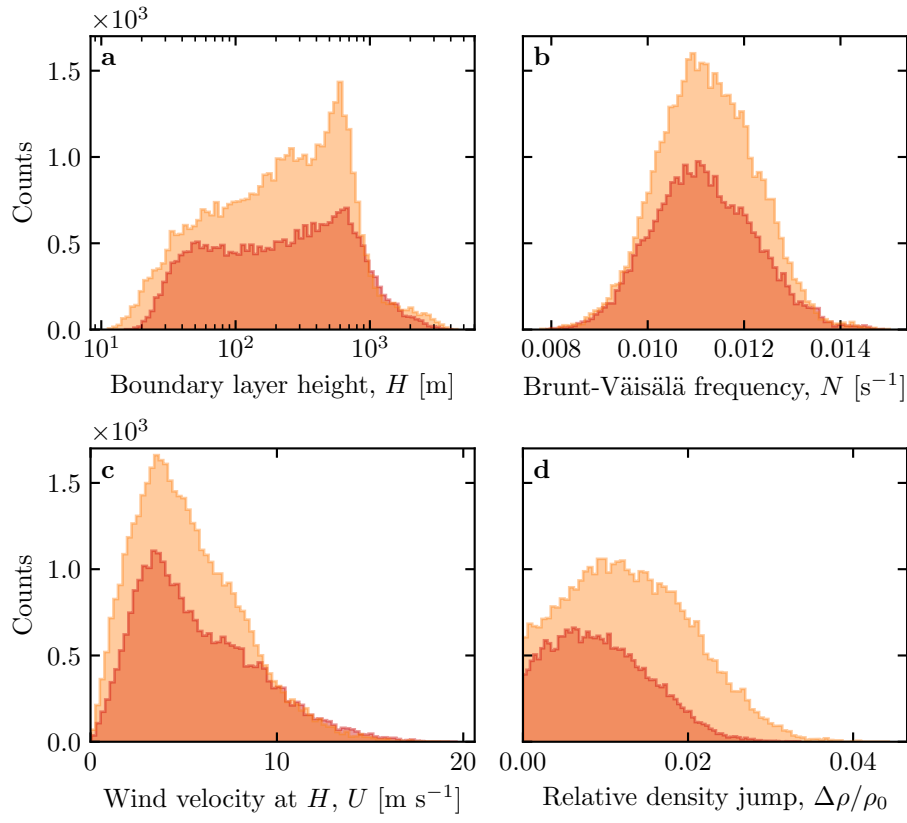 ×10³
a
b
Counts
1.5
1.0
0.5
0.0
10¹ 10² 10³
0.008 0.010 0.012 0.014
Boundary layer height, H [m]
Brunt-Väisälä frequency, N [s⁻¹]
×10³
c
d
Counts
1.5
1.0
0.5
0.0
0 10 20
0.00 0.02 0.04
Wind velocity at H, U [m s⁻¹]
Relative density jump, Δρ/ρ₀